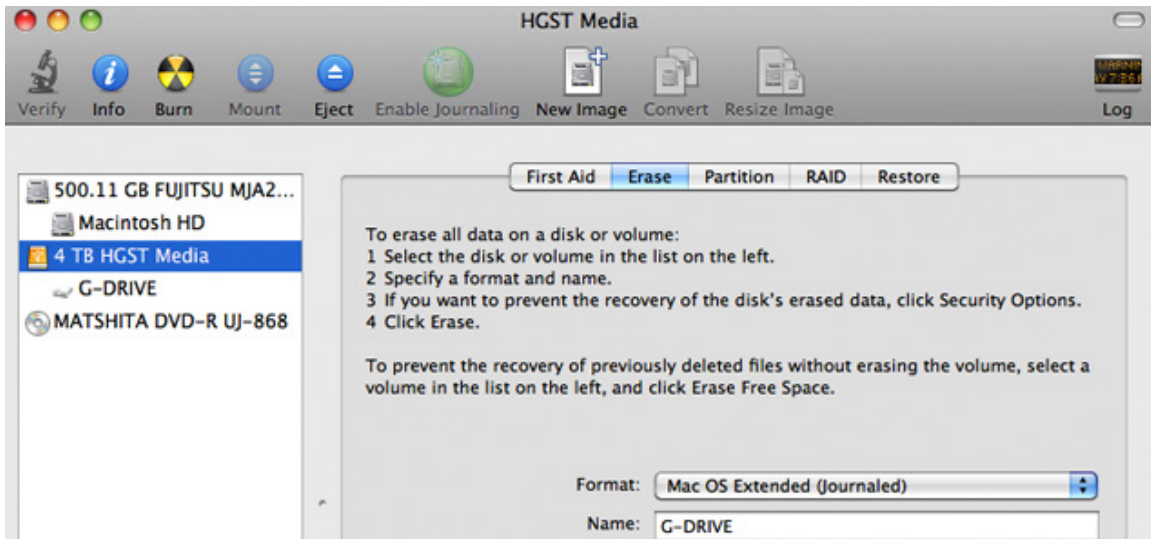 HGST Media
Verify Info Burn Mount Eject Enable Journaling New Image Convert Resize Image Log
500.11 GB FUJITSU MJA2...
Macintosh HD
4 TB HGST Media
G-DRIVE
MATSHITA DVD-R UJ-868
First Aid Erase Partition RAID Restore
To erase all data on a disk or volume:
1 Select the disk or volume in the list on the left.
2 Specify a format and name.
3 If you want to prevent the recovery of the disk's erased data, click Security Options.
4 Click Erase.
To prevent the recovery of previously deleted files without erasing the volume, select a
volume in the list on the left, and click Erase Free Space.
Format: Mac OS Extended (Journaled)
Name: G-DRIVE